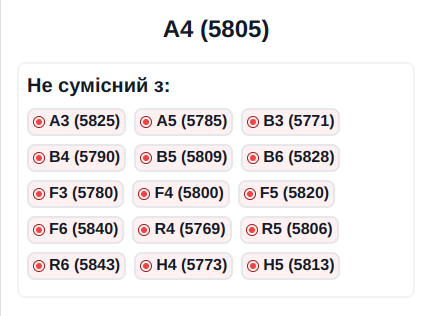 A4 (5805)
Не сумісний з:
A3 (5825) A5 (5785) B3 (5771)
B4 (5790) B5 (5809) B6 (5828)
F3 (5780) F4 (5800) F5 (5820)
F6 (5840) R4 (5769) R5 (5806)
R6 (5843) H4 (5773) H5 (5813)